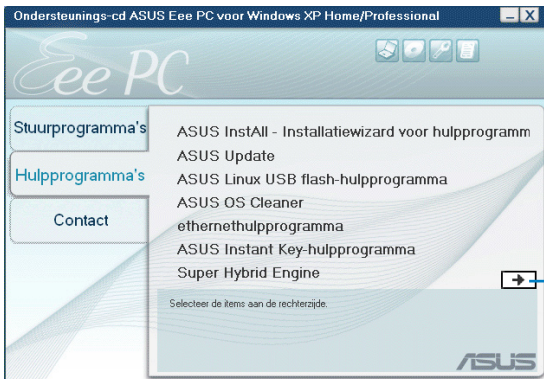 Ondersteunings-cd ASUS Eee PC voor Windows XP Home/Professional
Eee PC
Stuurprogramma's
Hulpprogramma's
Contact
ASUS InstAll - Installatiewizard voor hulpprogramm
ASUS Update
ASUS Linux USB flash-hulpprogramma
ASUS OS Cleaner
ethernethulpprogramma
ASUS Instant Key-hulpprogramma
Super Hybrid Engine
Selecteer de items aan de rechterzijde.
ASUS